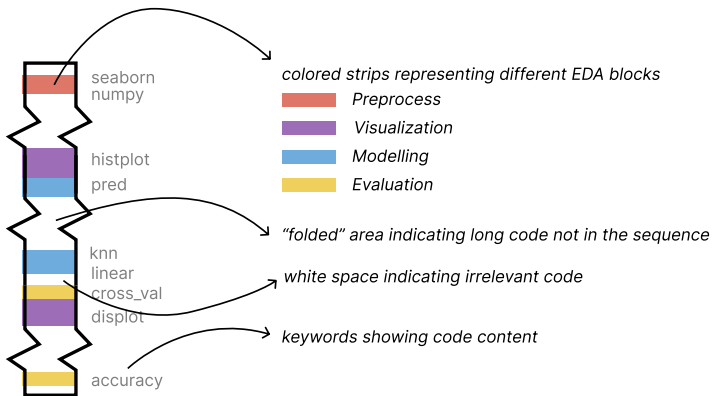 seaborn
numpy
histplot
pred
knn
linear
cross_val
displot
accuracy
colored strips representing different EDA blocks
Preprocess
Visualization
Modelling
Evaluation
“folded” area indicating long code not in the sequence
white space indicating irrelevant code
keywords showing code content